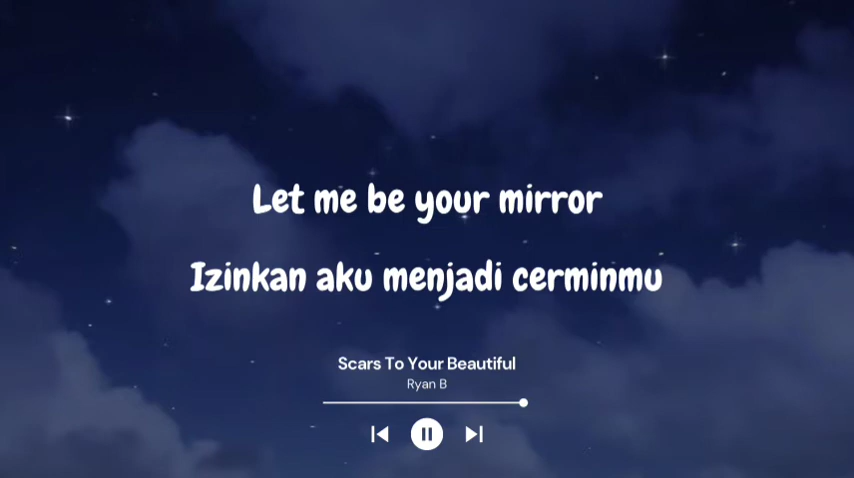 Let me be your mirror
Izinkan aku menjadi cerminmu
Scars To Your Beautiful
Ryan B